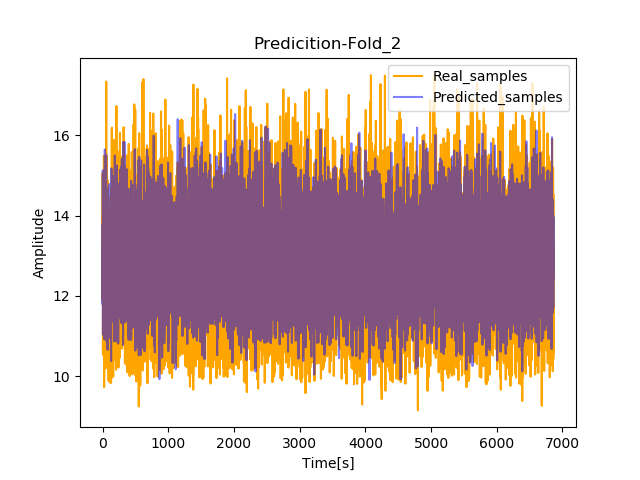 Predicition-Fold_2
Real_samples
Predicted_samples
Amplitude
16
14
12
10
0 1000 2000 3000 4000 5000 6000 7000
Time[s]